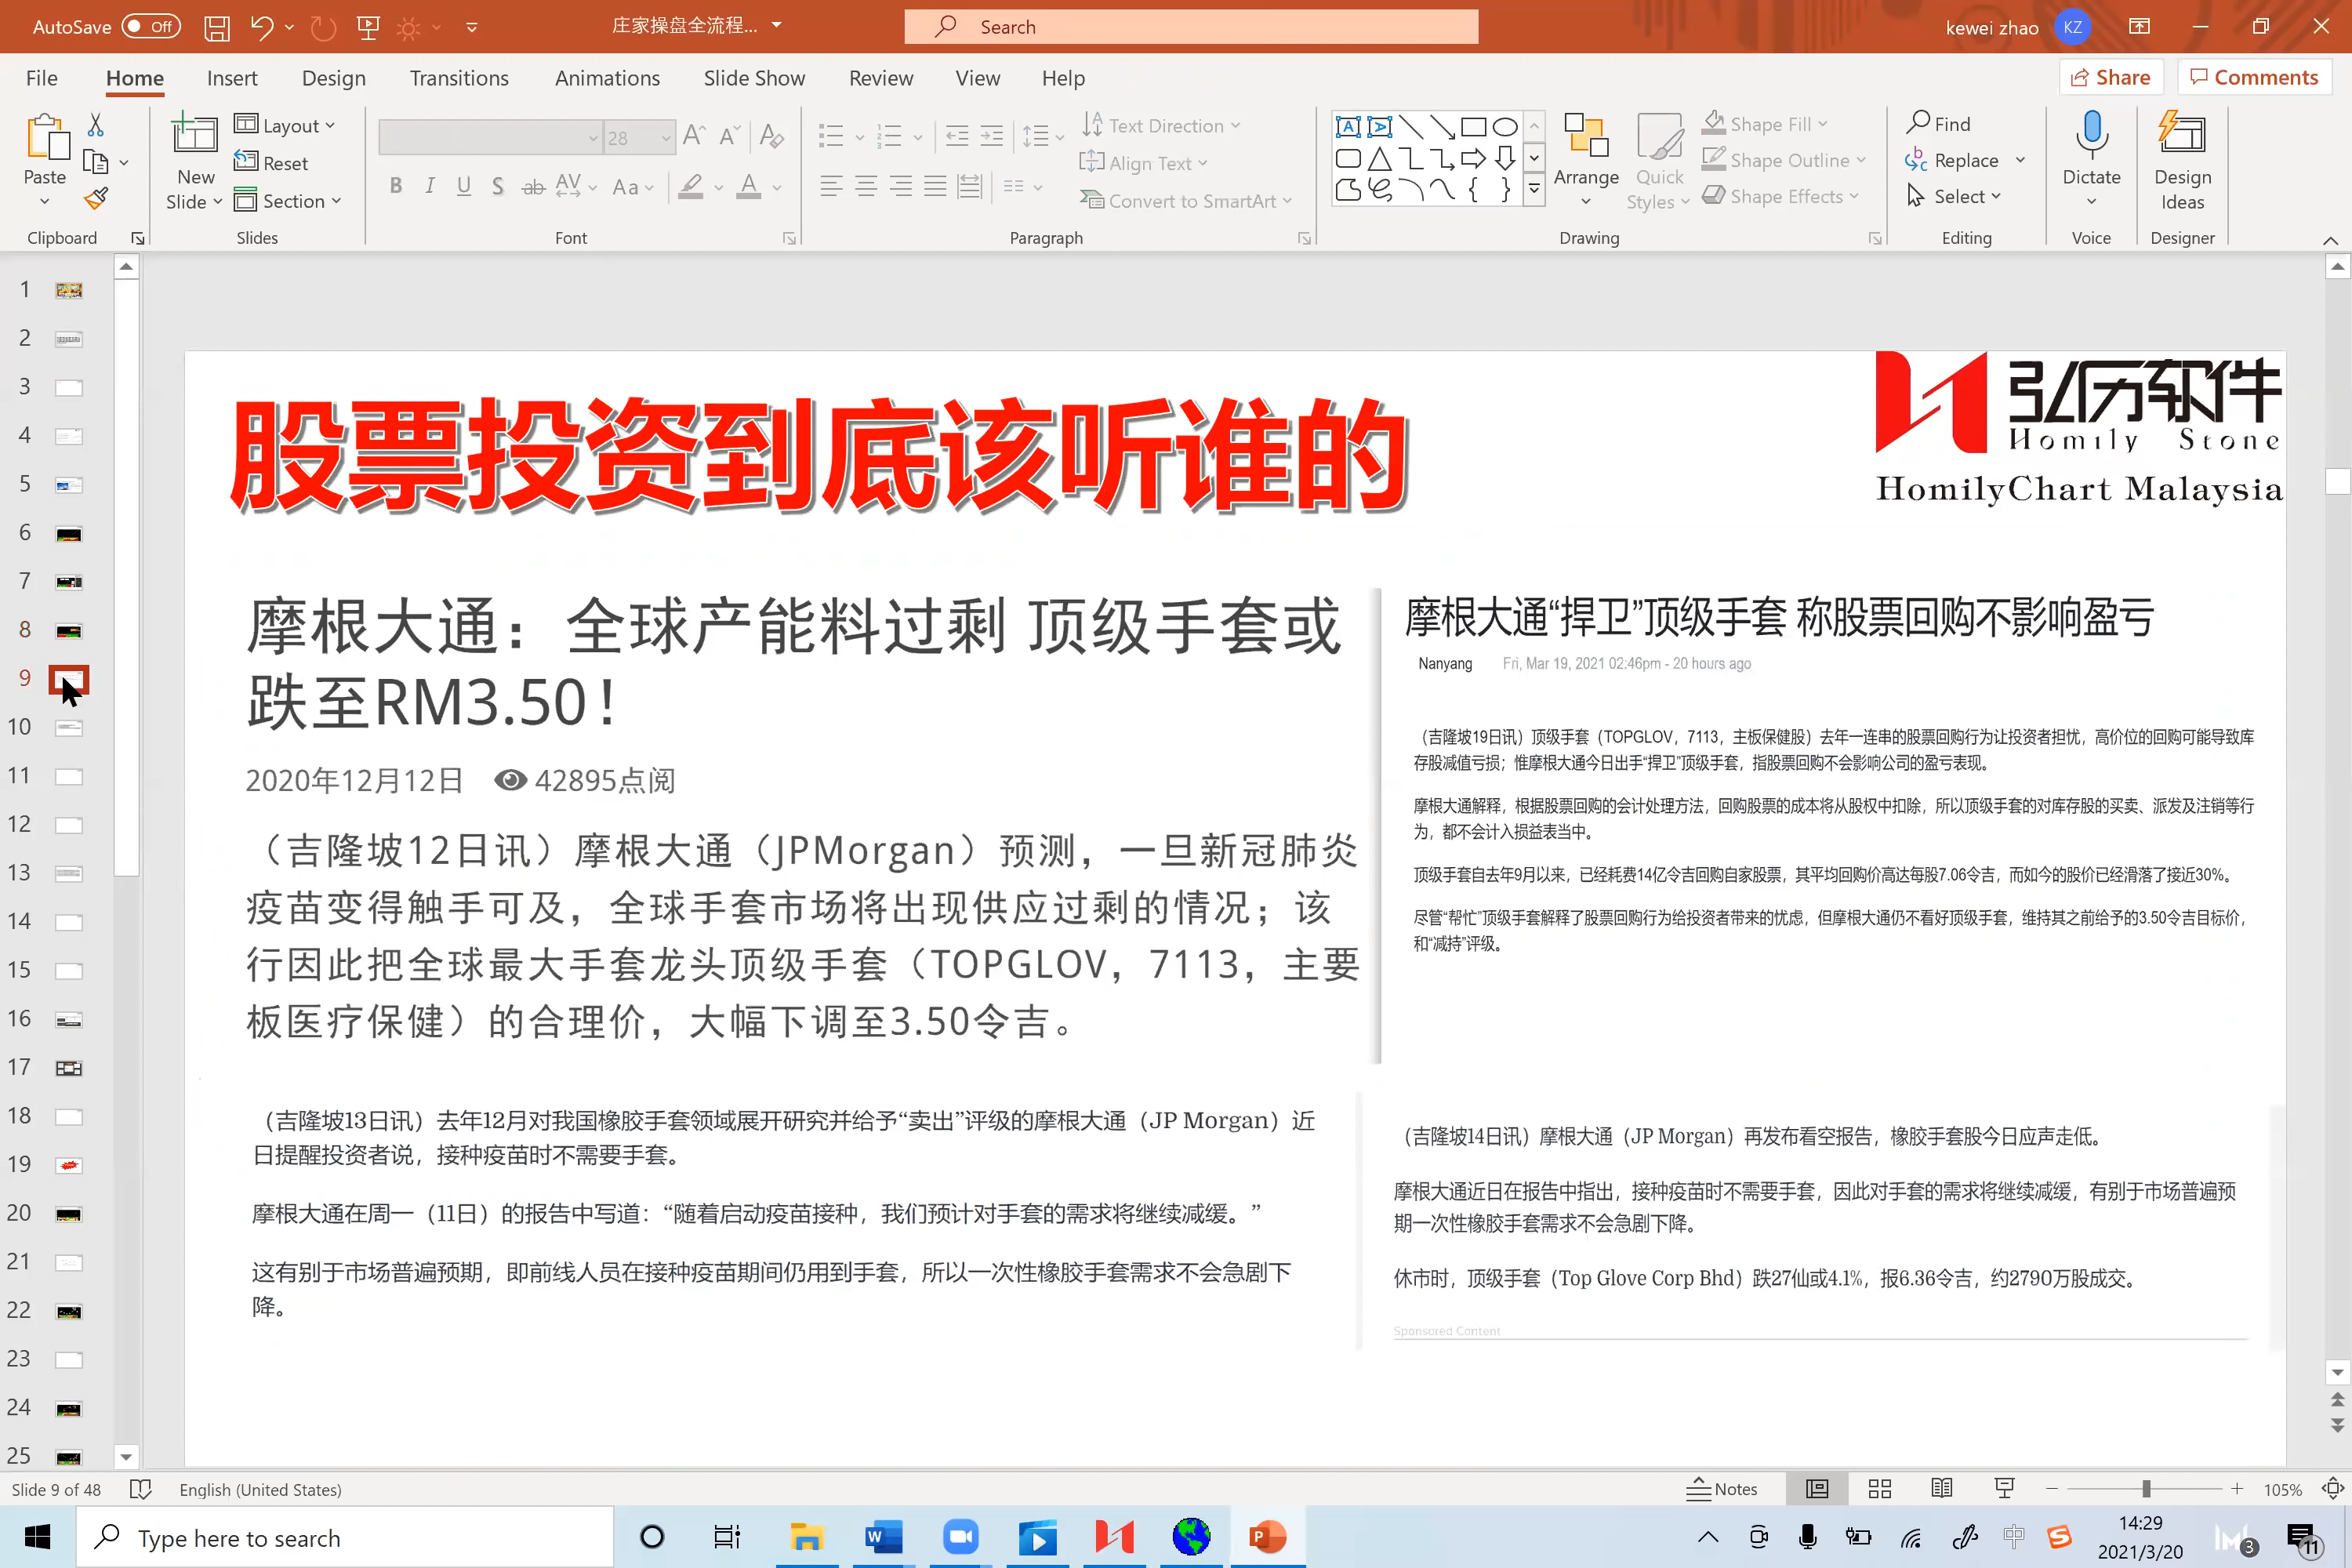 AutoSave Off
庄家操盘全流程...
Search
kewei zhao KZ
File Home Insert Design Transitions Animations Slide Show Review View Help
Share Comments
Paste
Clipboard
New Slide
Layout
Reset
Section
Slides
28
Font
Text Direction
Align Text
Convert to SmartArt
Paragraph
Arrange
Quick Styles
Shape Fill
Shape Outline
Shape Effects
Drawing
Find
Replace
Select
Editing
Dictate
Voice
Design Ideas
Designer
1
2
3
4
5
6
7
8
9
10
11
12
13
14
15
16
17
18
19
20
21
22
23
24
25
股票投资到底该听谁的
弘历软件
Homily Stone
HomilyChart Malaysia
摩根大通：全球产能料过剩 顶级手套或
跌至RM3.50！
2020年12月12日 42895点阅
（吉隆坡12日讯）摩根大通（JPMorgan）预测，一旦新冠肺炎
疫苗变得触手可及，全球手套市场将出现供应过剩的情况；该
行因此把全球最大手套龙头顶级手套（TOPGLOV，7113，主要
板医疗保健）的合理价，大幅下调至3.50令吉。
摩根大通“捍卫”顶级手套 称股票回购不影响盈亏
Nanyang Fri, Mar 19, 2021 02:46pm - 20 hours ago
（吉隆坡19日讯）顶级手套（TOPGLOV，7113，主板保健股）去年一连串的股票回购行为让投资者担忧，高价位的回购可能导致库
存股减值亏损；惟摩根大通今日出手“捍卫”顶级手套，指股票回购不会影响公司的盈亏表现。
摩根大通解释，根据股票回购的会计处理方法，回购股票的成本将从股权中扣除，所以顶级手套的对库存股的买卖、派发及注销等行
为，都不会计入损益表当中。
顶级手套自去年9月以来，已经耗费14亿令吉回购自家股票，其平均回购价高达每股7.06令吉，而如今的股价已经滑落了接近30%。
尽管“帮忙”顶级手套解释了股票回购行为给投资者带来的忧虑，但摩根大通仍不看好顶级手套，维持其之前给予的3.50令吉目标价，
和“减持”评级。
（吉隆坡13日讯）去年12月对我国橡胶手套领域展开研究并给予“卖出”评级的摩根大通（JP Morgan）近
日提醒投资者说，接种疫苗时不需要手套。
摩根大通在周一（11日）的报告中写道：“随着启动疫苗接种，我们预计对手套的需求将继续减缓。”
这有别于市场普遍预期，即前线人员在接种疫苗期间仍用到手套，所以一次性橡胶手套需求不会急剧下
降。
（吉隆坡14日讯）摩根大通（JP Morgan）再发布看空报告，橡胶手套股今日应声走低。
摩根大通近日在报告中指出，接种疫苗时不需要手套，因此对手套的需求将继续减缓，有别于市场普遍预
期一次性橡胶手套需求不会急剧下降。
休市时，顶级手套（Top Glove Corp Bhd）跌27仙或4.1%，报6.36令吉，约2790万股成交。
Sponsored Content
Slide 9 of 48 English (United States) Notes 105%
Type here to search
中
14:29
2021/3/20
3
11